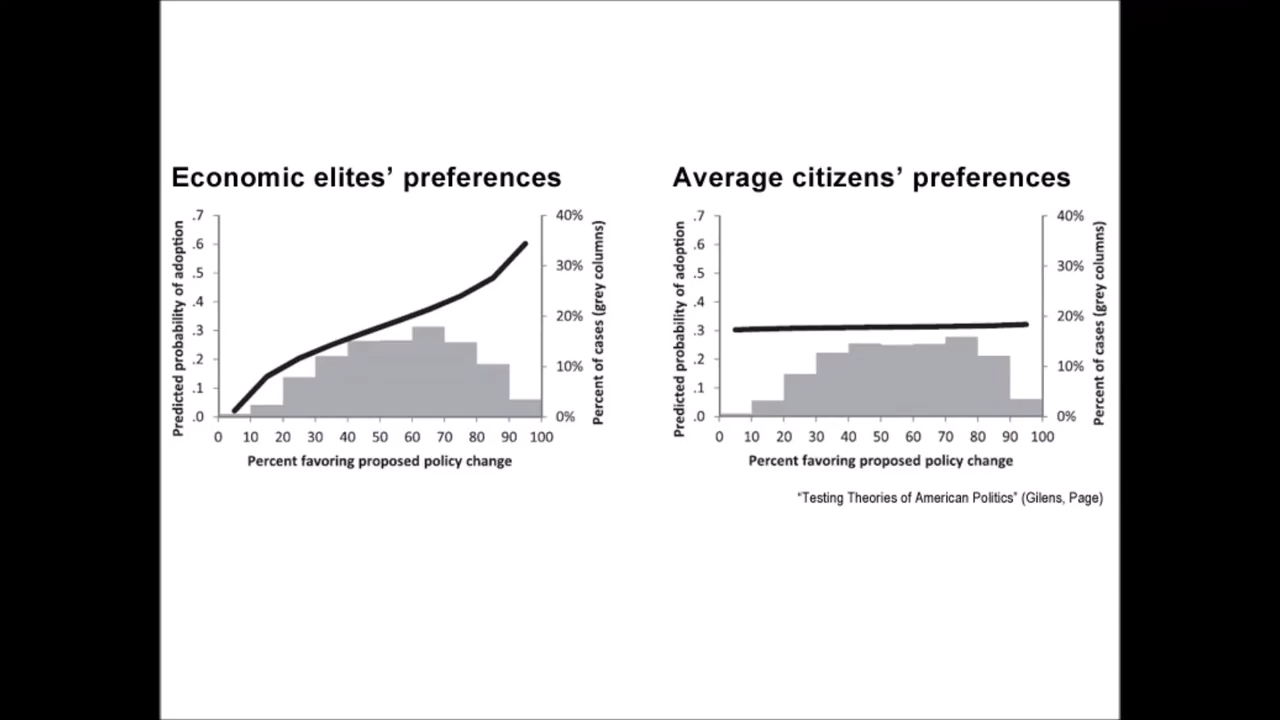 Economic elites’ preferences
Predicted probability of adoption
.7
.6
.5
.4
.3
.2
.1
.0
40%
30%
20%
10%
0%
Percent of cases (grey columns)
0 10 20 30 40 50 60 70 80 90 100
Percent favoring proposed policy change
Average citizens’ preferences
Predicted probability of adoption
.7
.6
.5
.4
.3
.2
.1
.0
40%
30%
20%
10%
0%
Percent of cases (grey columns)
0 10 20 30 40 50 60 70 80 90 100
Percent favoring proposed policy change
“Testing Theories of American Politics” (Gilens, Page)